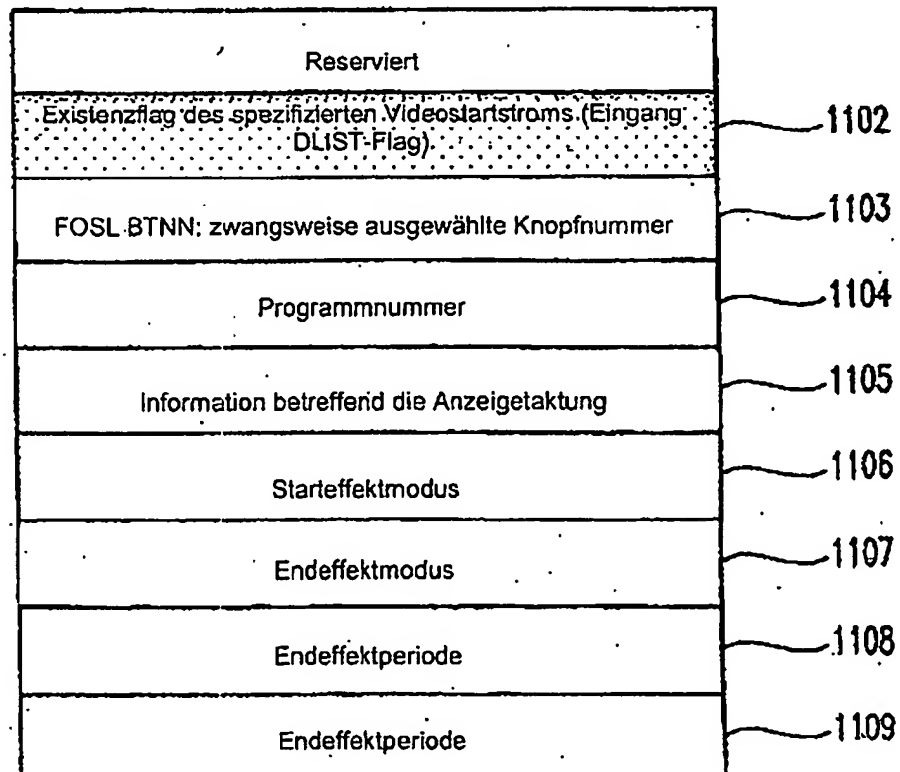 Reserviert
Existenzflag des spezifizierten Videostartstroms (Eingang
DLIST-Flag)
1102
FOSL BTNN: zwangsweise ausgewählte Knopfnummer
1103
Programmnummer
1104
Information betreffend die Anzeigetaktung
1105
Starteffektmodus
1106
Endeffektmodus
1107
Endeffektperiode
1108
Endeffektperiode
1109